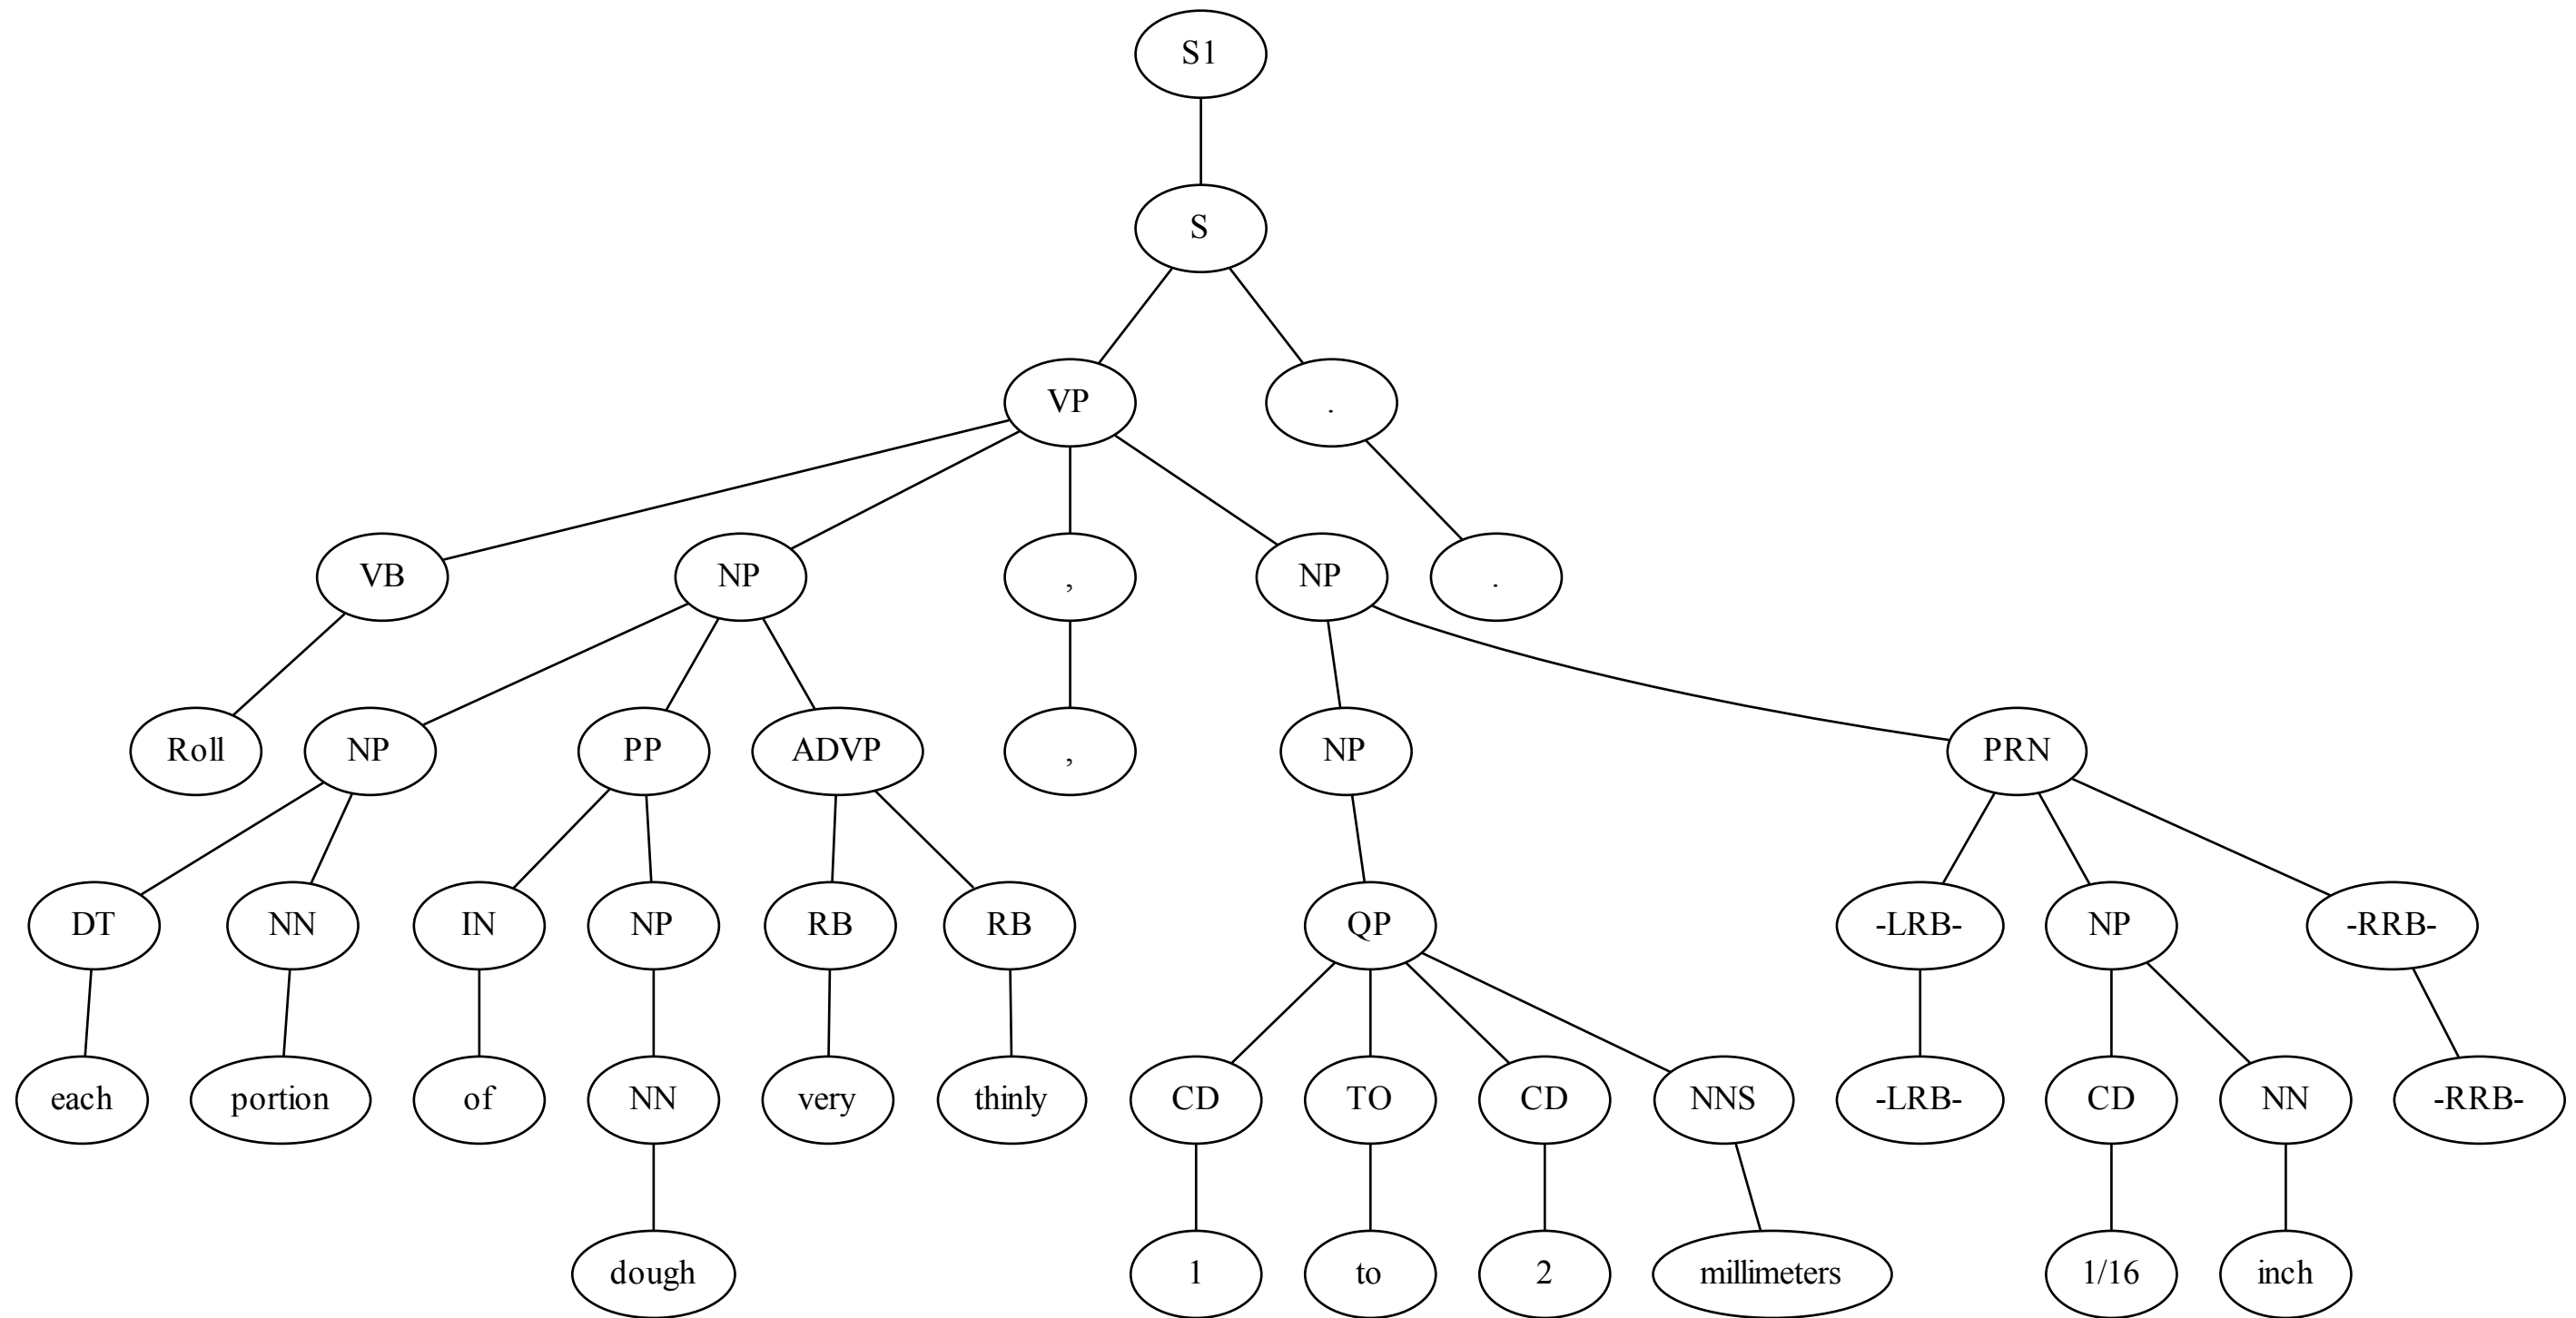 S1
S
VP .
VB NP , NP .
Roll NP PP ADVP , NP PRN
DT NN IN NP RB RB QP -LRB- NP -RRB-
each portion of NN very thinly CD TO CD NNS -LRB- CD NN -RRB-
dough 1 to 2 millimeters 1/16 inch